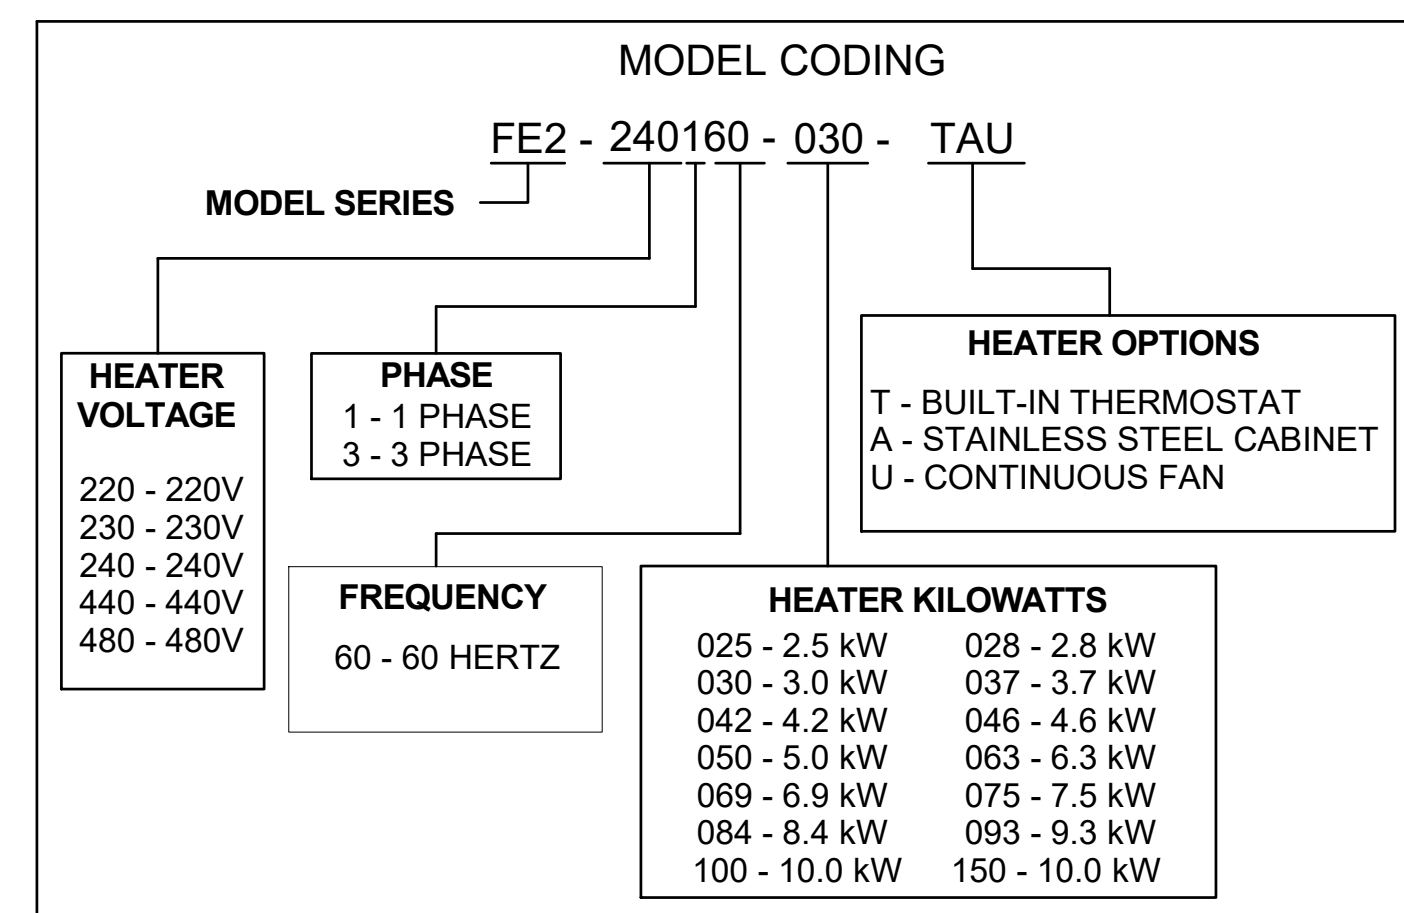 MODEL CODING
FE2 - 240160 - 030 - TAU
MODEL SERIES
HEATER
VOLTAGE
220 - 220V
230 - 230V
240 - 240V
440 - 440V
480 - 480V
PHASE
1 - 1 PHASE
3 - 3 PHASE
HEATER OPTIONS
T - BUILT-IN THERMOSTAT
A - STAINLESS STEEL CABINET
U - CONTINUOUS FAN
FREQUENCY
60 - 60 HERTZ
HEATER KILOWATTS
025 - 2.5 kW 028 - 2.8 kW
030 - 3.0 kW 037 - 3.7 kW
042 - 4.2 kW 046 - 4.6 kW
050 - 5.0 kW 063 - 6.3 kW
069 - 6.9 kW 075 - 7.5 kW
084 - 8.4 kW 093 - 9.3 kW
100 - 10.0 kW 150 - 10.0 kW